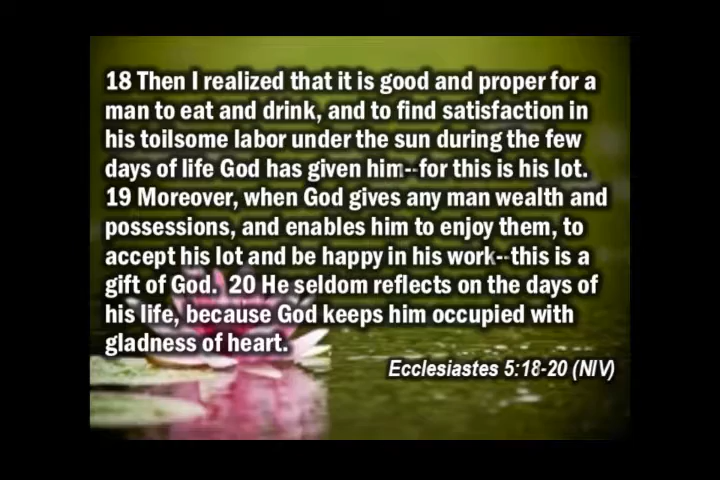 18 Then I realized that it is good and proper for a
man to eat and drink, and to find satisfaction in
his toilsome labor under the sun during the few
days of life God has given him--for this is his lot.
19 Moreover, when God gives any man wealth and
possessions, and enables him to enjoy them, to
accept his lot and be happy in his work--this is a
gift of God.  20 He seldom reflects on the days of
his life, because God keeps him occupied with
gladness of heart.
Ecclesiastes 5:18-20 (NIV)